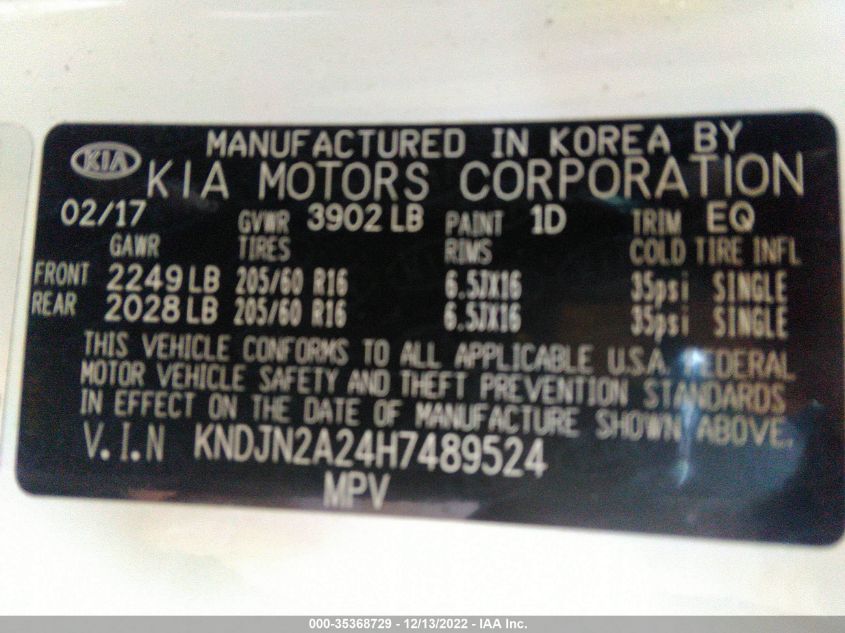 MANUFACTURED IN KOREA BY
KIA KIA MOTORS CORPORATION
02/17 GVWR 3902 LB PAINT 1D TRIM EQ
GAWR TIRES RIMS COLD TIRE INFL
FRONT 2249 LB 205/60 R16 6.5JX16 35psi SINGLE
REAR 2028 LB 205/60 R16 6.5JX16 35psi SINGLE
THIS VEHICLE CONFORMS TO ALL APPLICABLE U.S.A. FEDERAL
MOTOR VEHICLE SAFETY AND THEFT PREVENTION STANDARDS
IN EFFECT ON THE DATE OF MANUFACTURE SHOWN ABOVE.
V.I.N KNDJN2A24H7489524
MPV
000-35368729 - 12/13/2022 - IAA Inc.